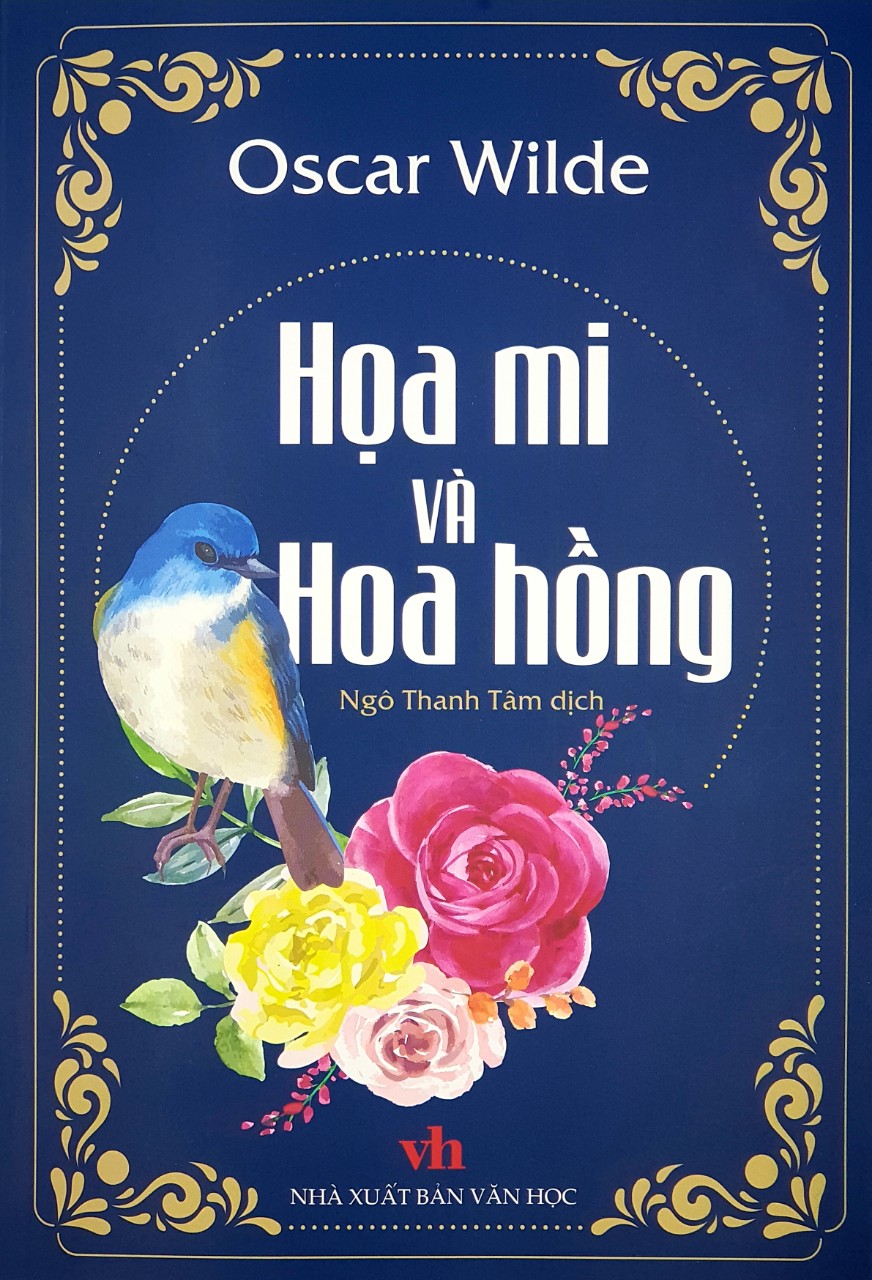 Oscar Wilde
Họa mi
VÀ
Hoa hồng
Ngô Thanh Tâm dịch
vh
NHÀ XUẤT BẢN VĂN HỌC